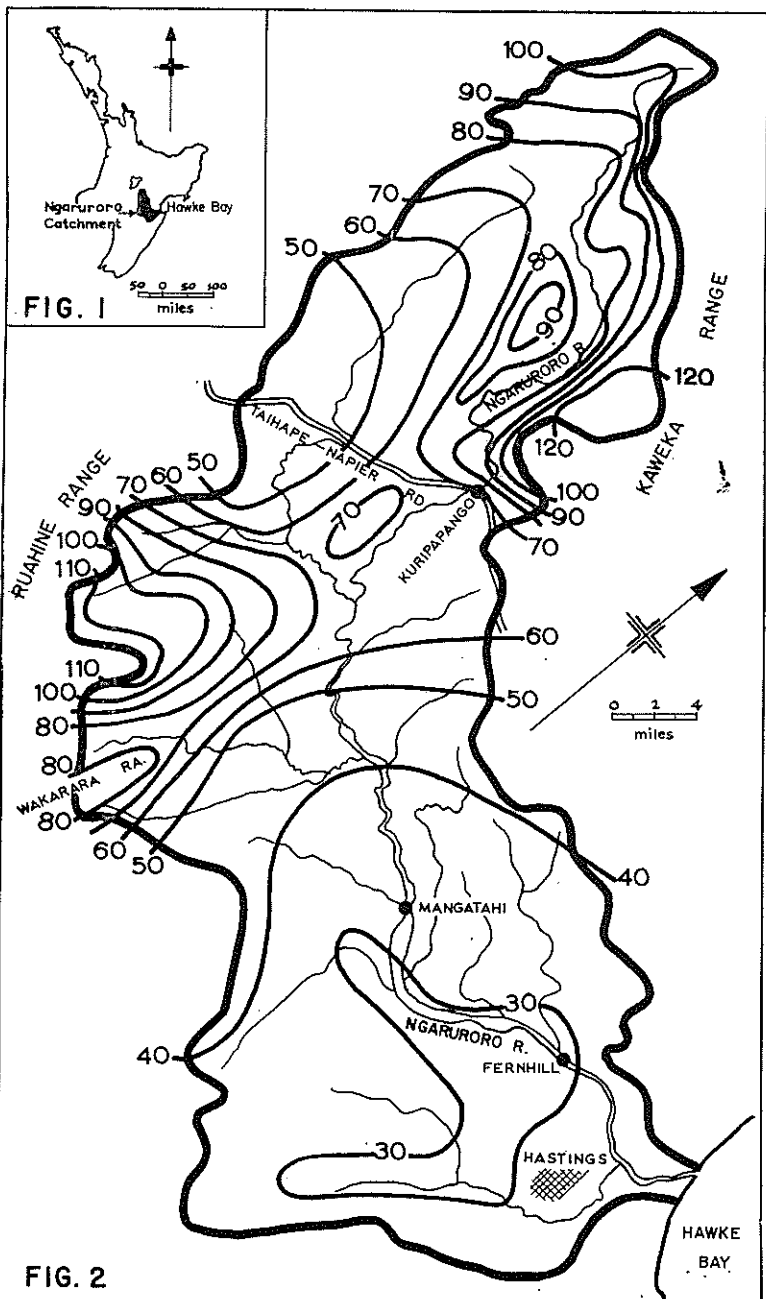 Ngaruroro
Catchment
Hawke Bay
50 0 50 100
miles
FIG. 1
100
90
80
70
60
50
80
90
NGARURORO R.
RANGE
KAWEKA
120
120
TAIHAPE-NAPIER
RD
70
KURIPAPANGO
100
90
70
RUAHINE RANGE
50
60
70
90
100
110
110
100
80
80
WAKARARA RA.
80
60
50
60
50
0 2 4
miles
40
MANGATAHI
30
NGARURORO R.
FERNHILL
40
30
HASTINGS
HAWKE
BAY
FIG. 2